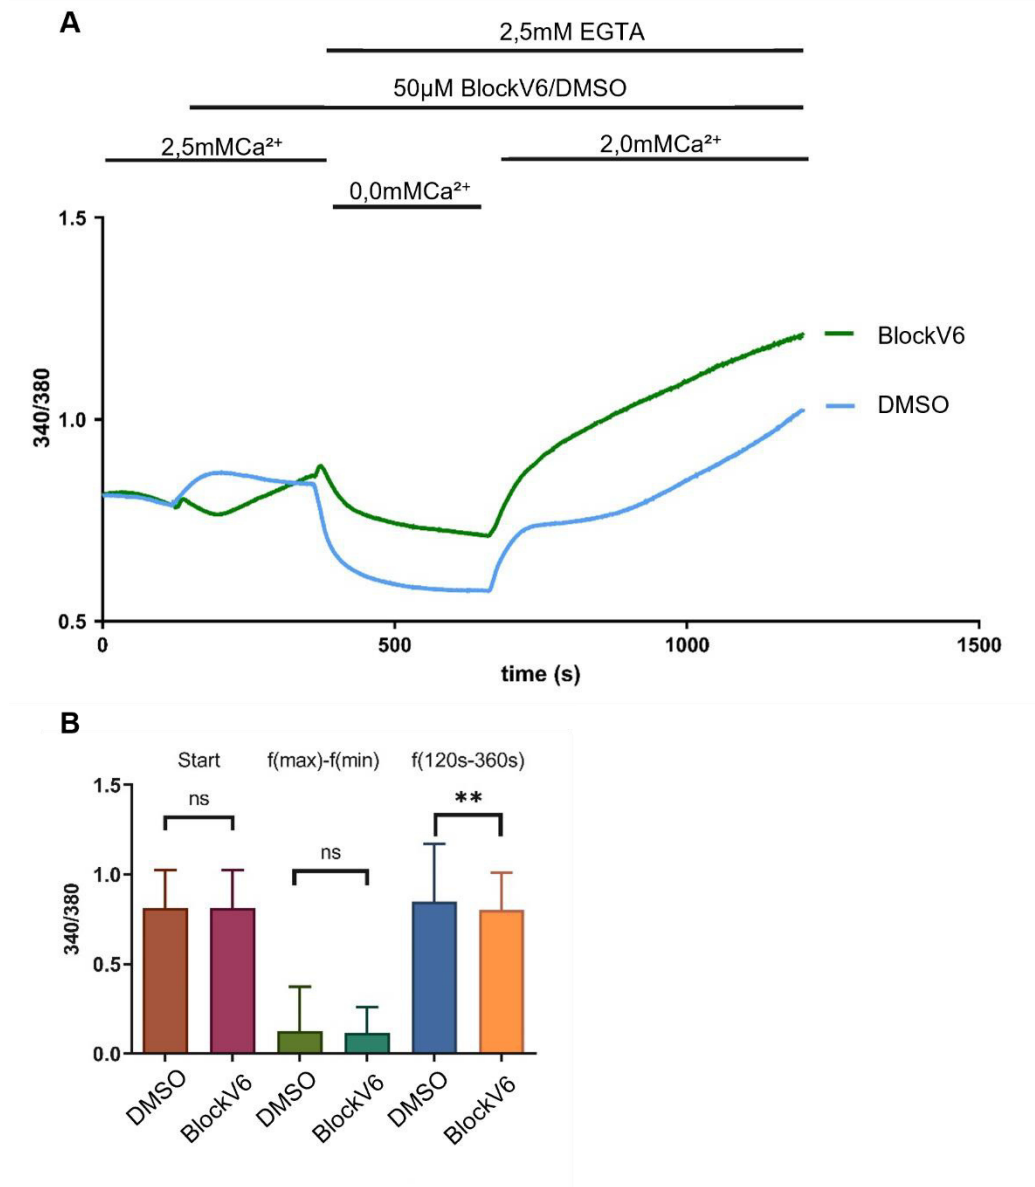 A
2,5mM EGTA
50µM BlockV6/DMSO
2,5mMCa²⁺
2,0mMCa²⁺
0,0mMCa²⁺
1.5
1.0
0.5
340/380
BlockV6
DMSO
0
500
1000
1500
time (s)
B
Start
f(max)-f(min)
f(120s-360s)
ns
ns
**
1.5
1.0
0.5
0.0
340/380
DMSO
BlockV6
DMSO
BlockV6
DMSO
BlockV6